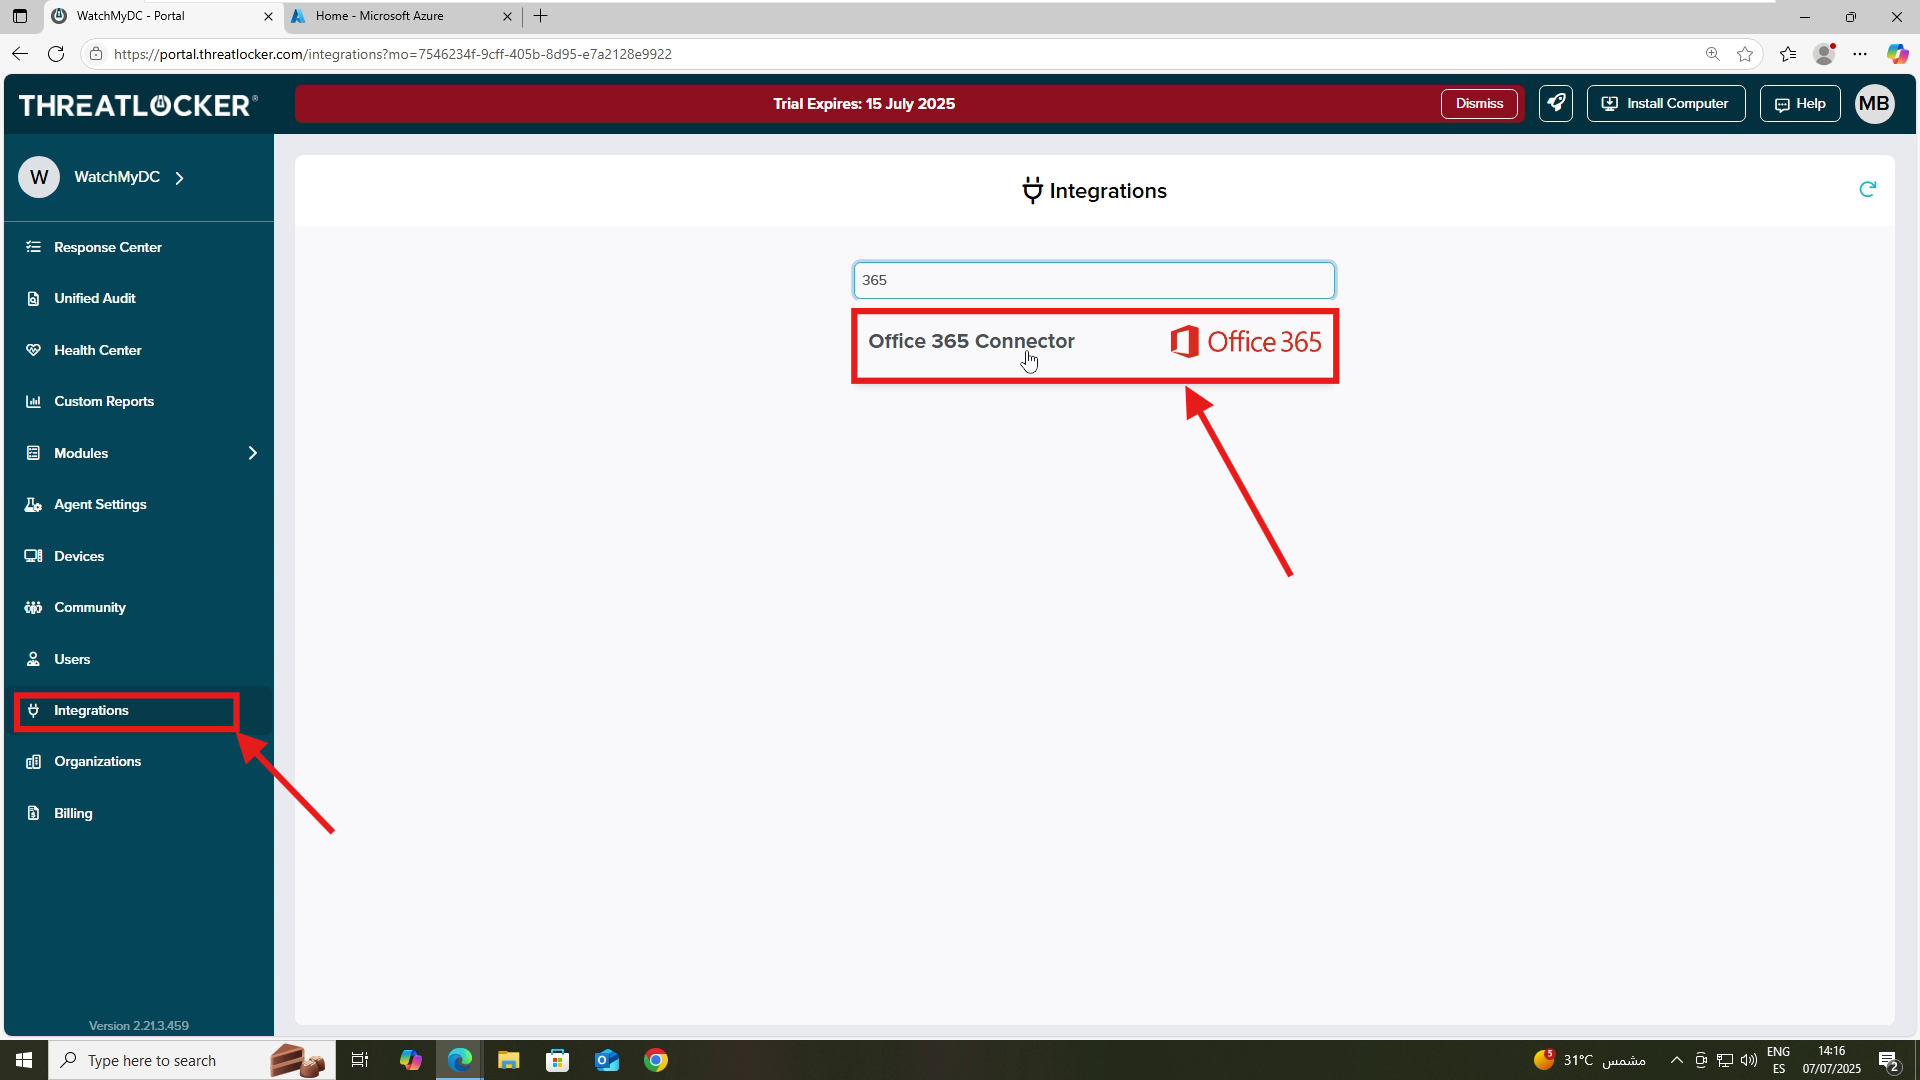 WatchMyDC - Portal
Home - Microsoft Azure
https://portal.threatlocker.com/integrations?mo=7546234f-9cff-405b-8d95-e7a2128e9922
THREATLOCKER®
Trial Expires: 15 July 2025
Dismiss
Install Computer
Help
MB
W
WatchMyDC
Integrations
Response Center
Unified Audit
Health Center
Custom Reports
Modules
Agent Settings
Devices
Community
Users
Integrations
Organizations
Billing
365
Office 365 Connector
Office 365
Version 2.21.3.459
Type here to search
5
31°C
مشمس
ENG
ES
14:16
07/07/2025
2